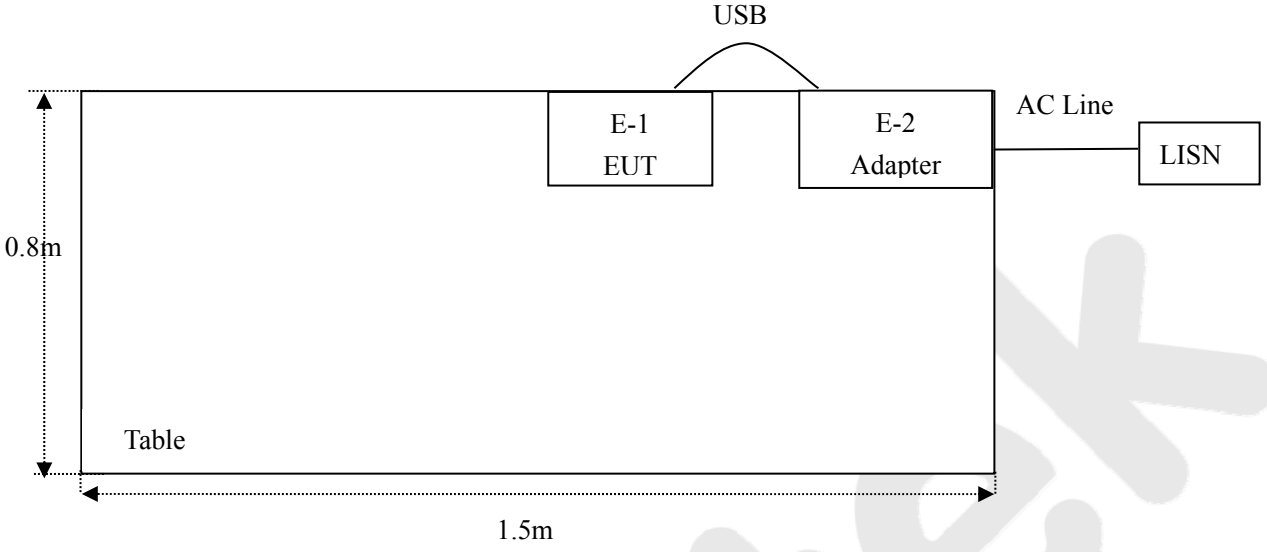 USB
E-1
EUT
E-2
Adapter
AC Line
LISN
0.8m
Table
1.5m